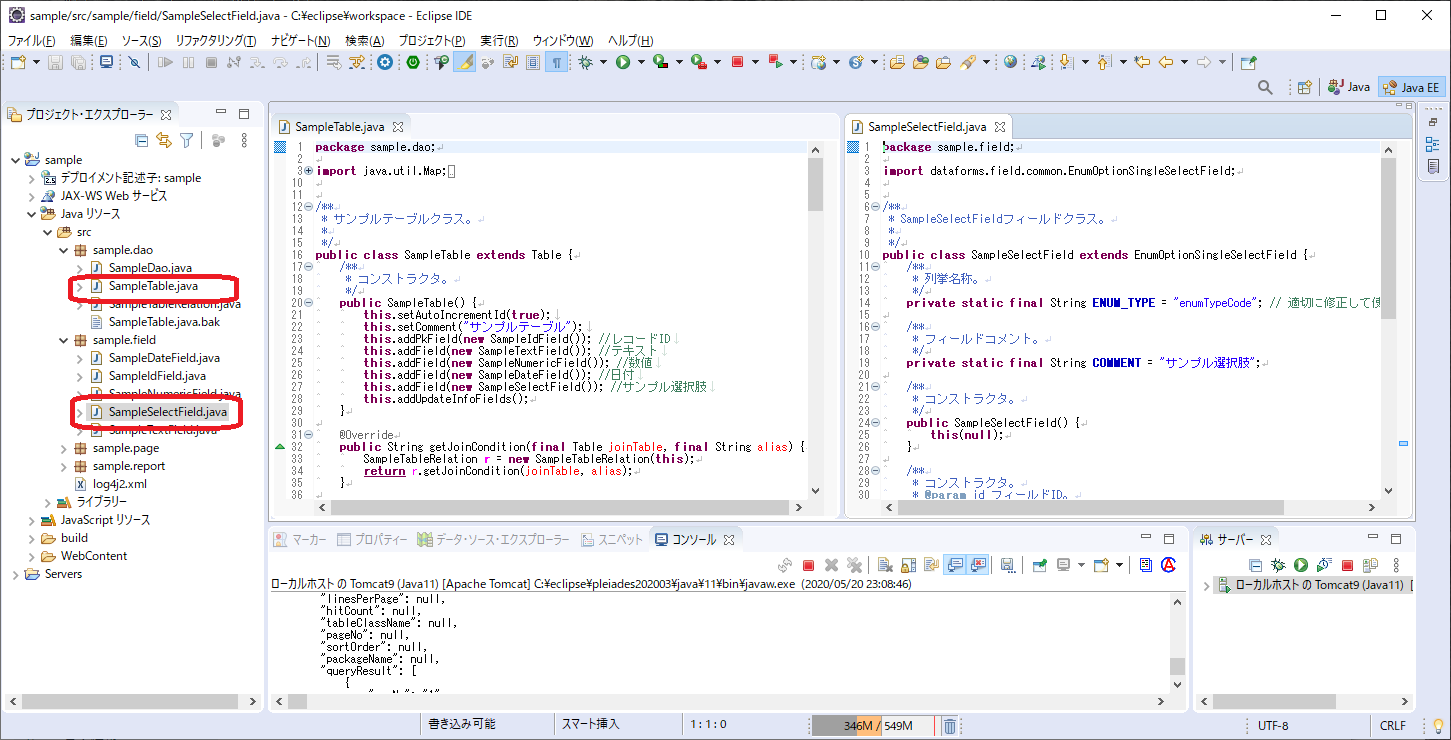 sample/src/sample/field/SampleSelectField.java - C:¥eclipse¥workspace - Eclipse IDE
ファイル(F) 編集(E) ソース(S) リファクタリング(T) ナビゲート(N) 検索(A) プロジェクト(P) 実行(R) ウィンドウ(W) ヘルプ(H)
Java Java EE
プロジェクト・エクスプローラー
sample
デプロイメント記述子: sample
JAX-WS Web サービス
Java リソース
src
sample.dao
SampleDao.java
SampleTable.java
SampleTableRelation.java
SampleTable.java.bak
sample.field
SampleDateField.java
SampleIdField.java
SampleNumericField.java
SampleSelectField.java
SampleTextField.java
sample.page
sample.report
log4j2.xml
ライブラリー
JavaScript リソース
build
WebContent
Servers
SampleTable.java
1 package sample.dao;
2
3 import java.util.Map;
10
11
12 /**
13 * サンプルテーブルクラス。
14 *
15 */
16 public class SampleTable extends Table {
17 /**
18 * コンストラクタ。
19 */
20 public SampleTable() {
21 this.setAutoIncrementId(true);
22 this.setComment("サンプルテーブル");
23 this.addPkField(new SampleIdField()); //レコードID
24 this.addField(new SampleTextField()); //テキスト
25 this.addField(new SampleNumericField()); //数値
26 this.addField(new SampleDateField()); //日付
27 this.addField(new SampleSelectField()); //サンプル選択肢
28 this.addUpdateInfoFields();
29 }
30
31 @Override
32 public String getJoinCondition(final Table joinTable, final String alias) {
33 SampleTableRelation r = new SampleTableRelation(this);
34 return r.getJoinCondition(joinTable, alias);
35 }
36
SampleSelectField.java
1 package sample.field;
2
3 import dataforms.field.common.EnumOptionSingleSelectField;
4
5
6 /**
7 * SampleSelectFieldフィールドクラス。
8 *
9 */
10 public class SampleSelectField extends EnumOptionSingleSelectField {
11 /**
12 * 列挙名称。
13 */
14 private static final String ENUM_TYPE = "enumTypeCode"; // 適切に修正して使
15
16 /**
17 * フィールドコメント。
18 */
19 private static final String COMMENT = "サンプル選択肢";
20
21 /**
22 * コンストラクタ。
23 */
24 public SampleSelectField() {
25 this(null);
26 }
27
28 /**
29 * コンストラクタ。
30 * @param id フィールドID。
マーカー プロパティー データ・ソース・エクスプローラー スニペット コンソール
ローカルホスト の Tomcat9 (Java11) [Apache Tomcat] C:¥eclipse¥pleiades202003¥java¥11¥bin¥javaw.exe (2020/05/20 23:08:46)
"linesPerPage": null,
"hitCount": null,
"tableClassName": null,
"pageNo": null,
"sortOrder": null,
"packageName": null,
"queryResult": [
{
サーバー
ローカルホスト の Tomcat9 (Java11) [
書き込み可能 スマート挿入 1 : 1 : 0 346M / 549M UTF-8 CRLF